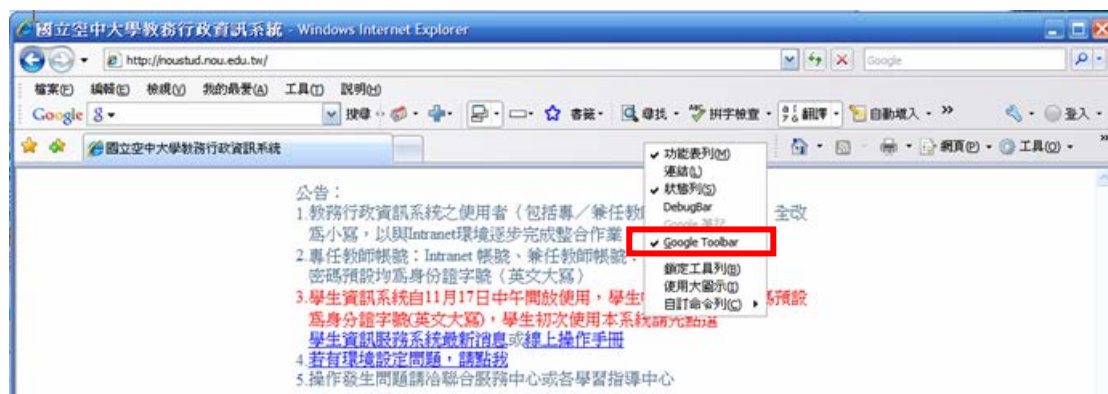 國立空中大學教務行政資訊系統 - Windows Internet Explorer
http://noustud.nou.edu.tw/
Google
檔案(F) 編輯(E) 檢視(V) 我的最愛(A) 工具(T) 說明(H)
Google 搜尋 書籤 尋找 拼字檢查 翻譯 自動填入 登入
國立空中大學教務行政資訊系統 網頁(P) 工具(O)
功能表列(M)
連結(L)
狀態列(S)
DebugBar
Google 筆記
Google Toolbar
鎖定工具列(B)
使用大圖示(I)
自訂命令列(C)
公告：
1.教務行政資訊系統之使用者（包括專／兼任教 全改
為小寫，以與Intranet環境逐步完成整合作業
2.專任教師帳號：Intranet 帳號、兼任教師帳號：
密碼預設均為身份證字號（英文大寫）
3.學生資訊系統自11月17日中午開放使用，學生 預設
為身分證字號(英文大寫)，學生初次使用本系統請先點選
學生資訊服務系統最新消息或線上操作手冊
4.若有環境設定問題，請點我
5.操作發生問題請洽聯合服務中心或各學習指導中心